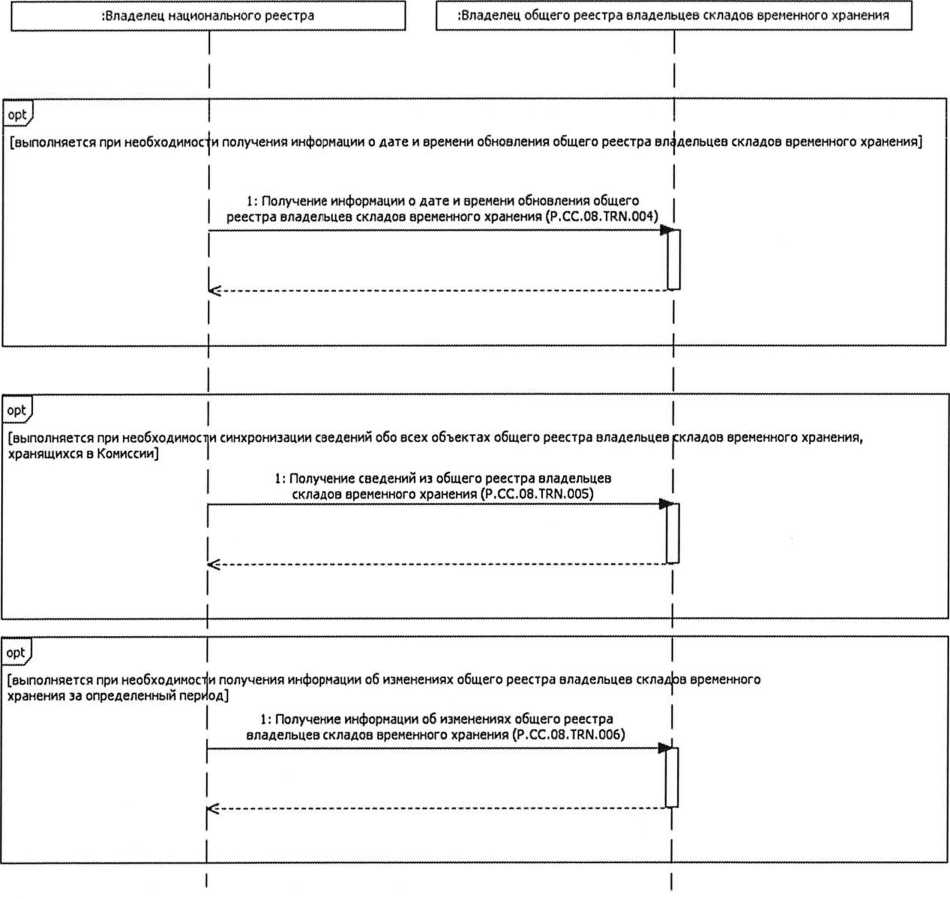 :Владелец национального реестра
:Владелец общего реестра владельцев складов временного хранения
opt
[выполняется при необходимости получения информации о дате и времени обновления общего реестра владельцев складов временного хранения]
1: Получение информации о дате и времени обновления общего
реестра владельцев складов временного хранения (P.CC.08.TRN.004)
opt
[выполняется при необходимости синхронизации сведений обо всех объектах общего реестра владельцев складов временного хранения,
хранящихся в Комиссии]
1: Получение сведений из общего реестра владельцев
складов временного хранения (P.CC.08.TRN.005)
opt
[выполняется при необходимости получения информации об изменениях общего реестра владельцев складов временного
хранения за определенный период]
1: Получение информации об изменениях общего реестра
владельцев складов временного хранения (P.CC.08.TRN.006)